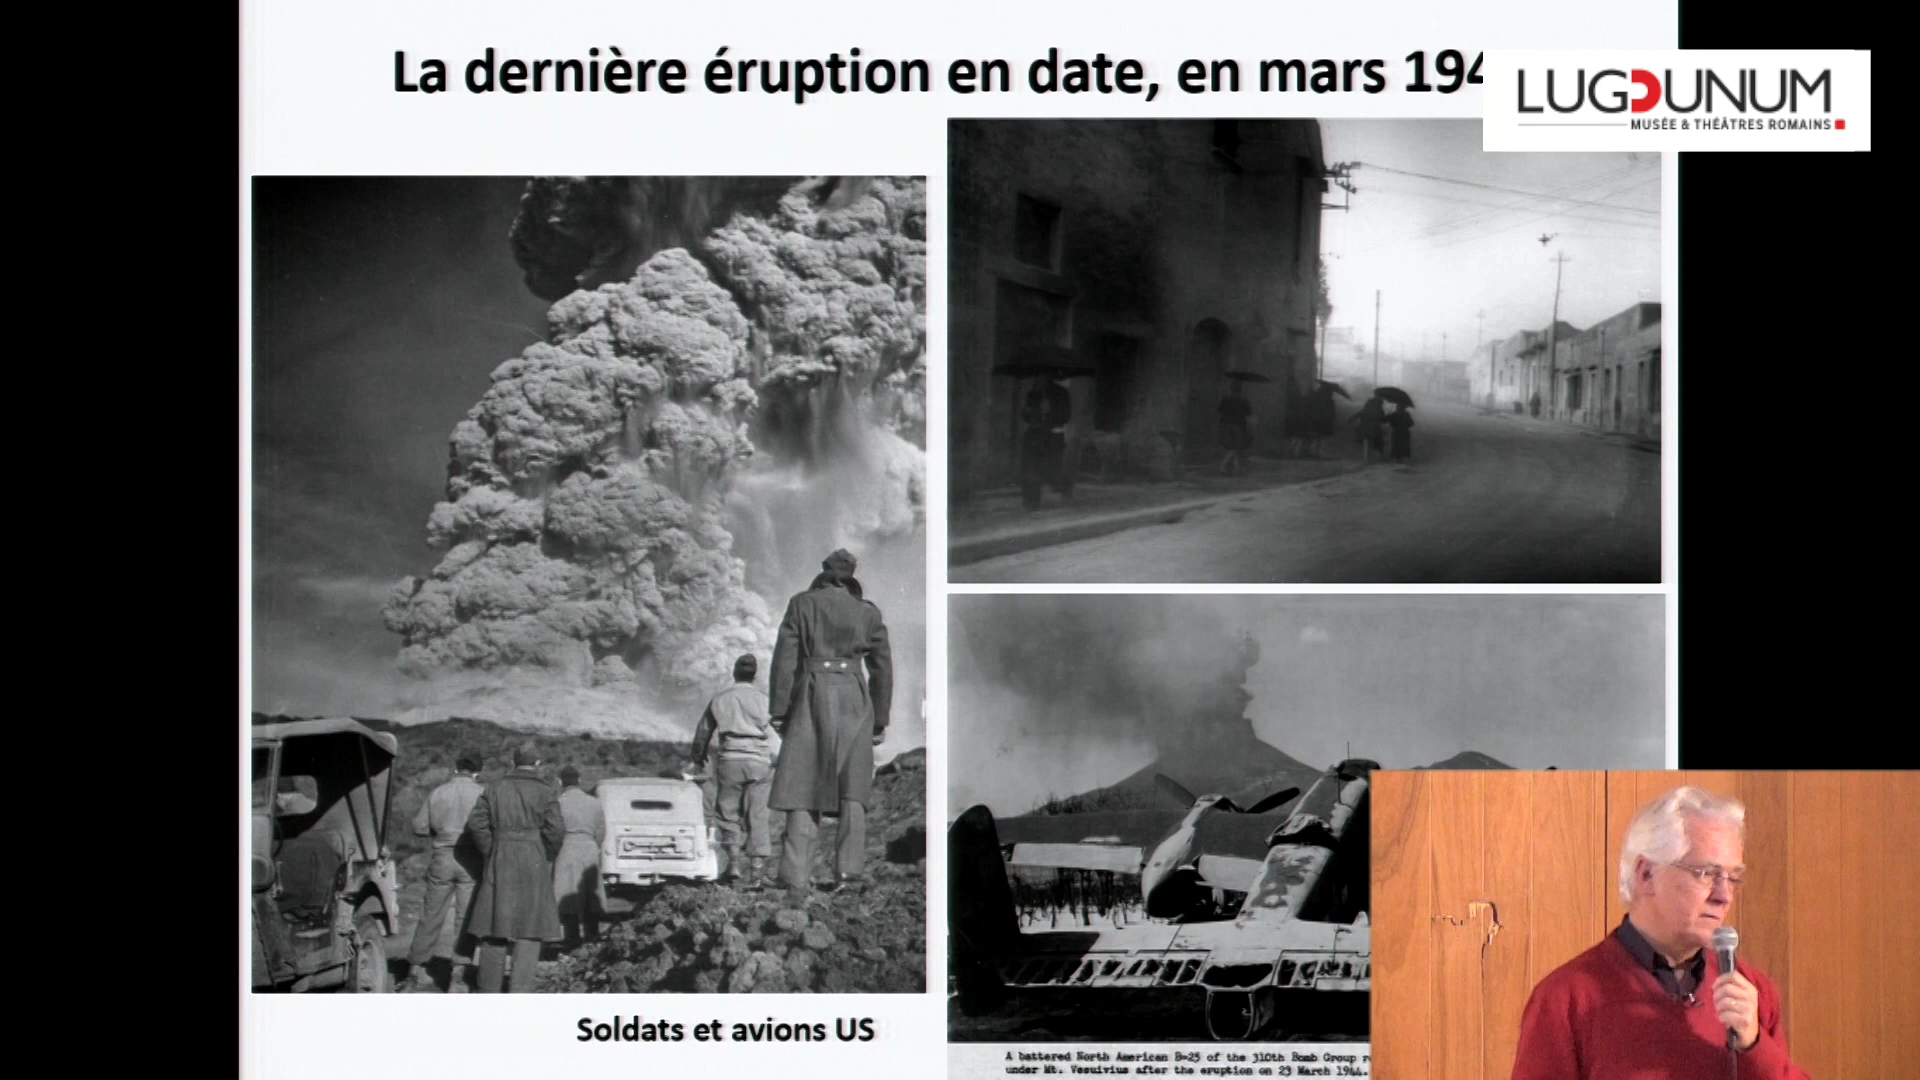 La dernière éruption en date, en mars 194
LUGDUNUM
MUSÉE & THÉÂTRES ROMAINS
Soldats et avions US
A battered North American B-25 of the 310th Bomb Group
under Mt. Vesuvius after the eruption on 23 March 1944.